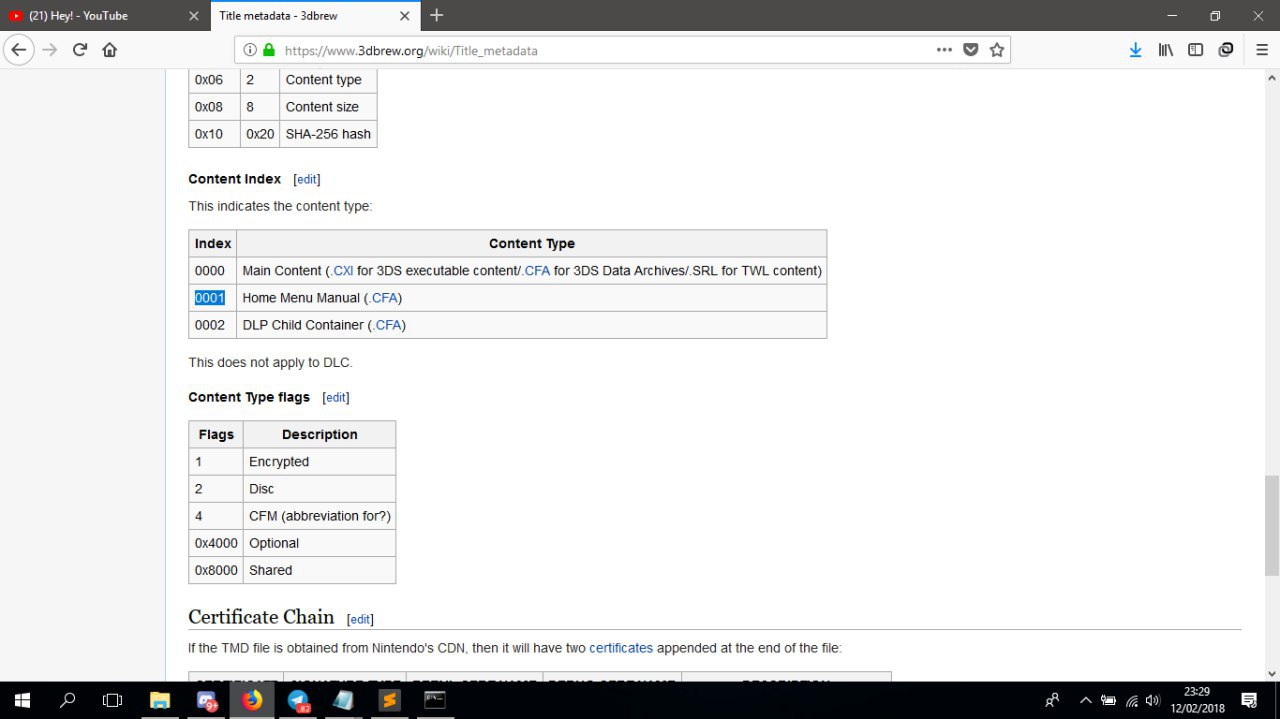 (21) Hey! - YouTube
Title metadata - 3dbrew
https://www.3dbrew.org/wiki/Title_metadata
0x06 2 Content type
0x08 8 Content size
0x10 0x20 SHA-256 hash
Content Index [edit]
This indicates the content type:
Index Content Type
0000 Main Content (.CXI for 3DS executable content/.CFA for 3DS Data Archives/.SRL for TWL content)
0001 Home Menu Manual (.CFA)
0002 DLP Child Container (.CFA)
This does not apply to DLC.
Content Type flags [edit]
Flags Description
1 Encrypted
2 Disc
4 CFM (abbreviation for?)
0x4000 Optional
0x8000 Shared
Certificate Chain [edit]
If the TMD file is obtained from Nintendo's CDN, then it will have two certificates appended at the end of the file:
23:29
12/02/2018